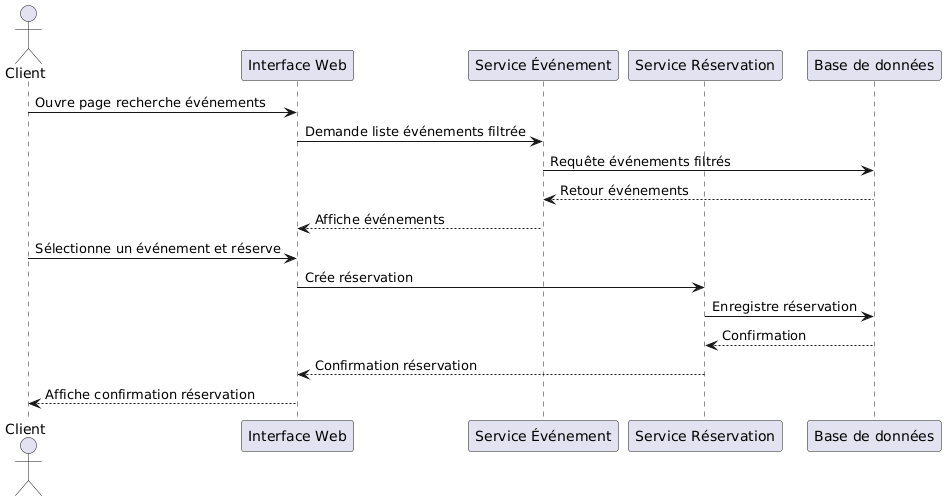 Client
Interface Web
Service Événement
Service Réservation
Base de données
Ouvre page recherche événements
Demande liste événements filtrée
Requête événements filtrés
Retour événements
Affiche événements
Sélectionne un événement et réserve
Crée réservation
Enregistre réservation
Confirmation
Confirmation réservation
Affiche confirmation réservation
Client
Interface Web
Service Événement
Service Réservation
Base de données